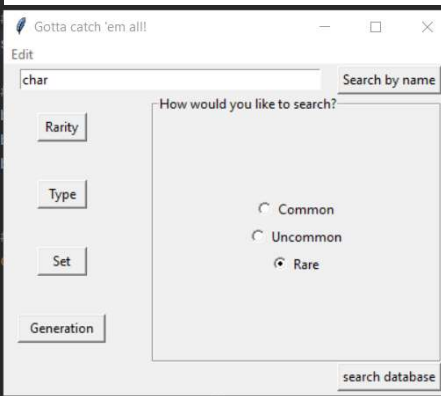 Gotta catch 'em all!
Edit
char
Search by name
How would you like to search?
Rarity
Type
Set
Generation
Common
Uncommon
Rare
search database